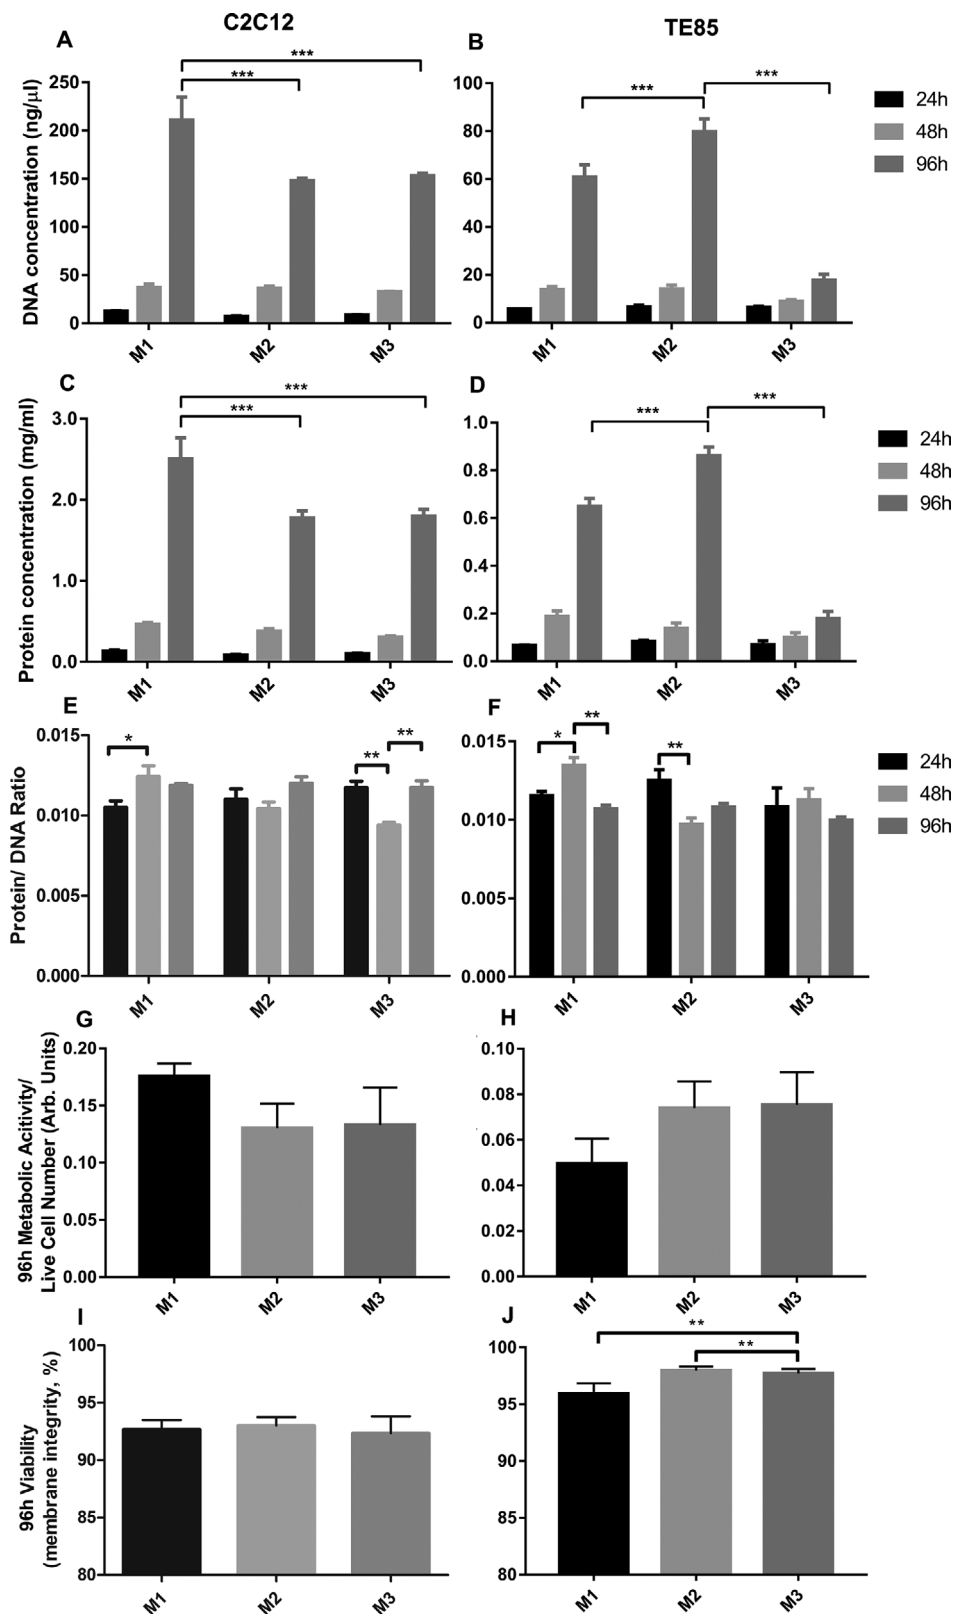 C2C12
TE85
A
B
DNA concentration (ng/µl)
250
200
150
100
50
0
***
***
M1
M2
M3
100
80
60
40
20
0
***
***
M1
M2
M3
24h
48h
96h
C
D
Protein concentration (mg/ml)
3.0
2.0
1.0
0.0
***
***
M1
M2
M3
1.0
0.8
0.6
0.4
0.2
0.0
***
***
M1
M2
M3
24h
48h
96h
E
F
Protein/ DNA Ratio
0.015
0.010
0.005
0.000
*
**
**
M1
M2
M3
0.015
0.010
0.005
0.000
*
**
**
M1
M2
M3
24h
48h
96h
G
H
96h Metabolic Acitivity/
Live Cell Number (Arb. Units)
0.20
0.15
0.10
0.05
0.00
M1
M2
M3
0.10
0.08
0.06
0.04
0.02
0.00
M1
M2
M3
I
J
96h Viability
(membrane integrity, %)
100
95
90
85
80
M1
M2
M3
100
95
90
85
80
**
**
M1
M2
M3